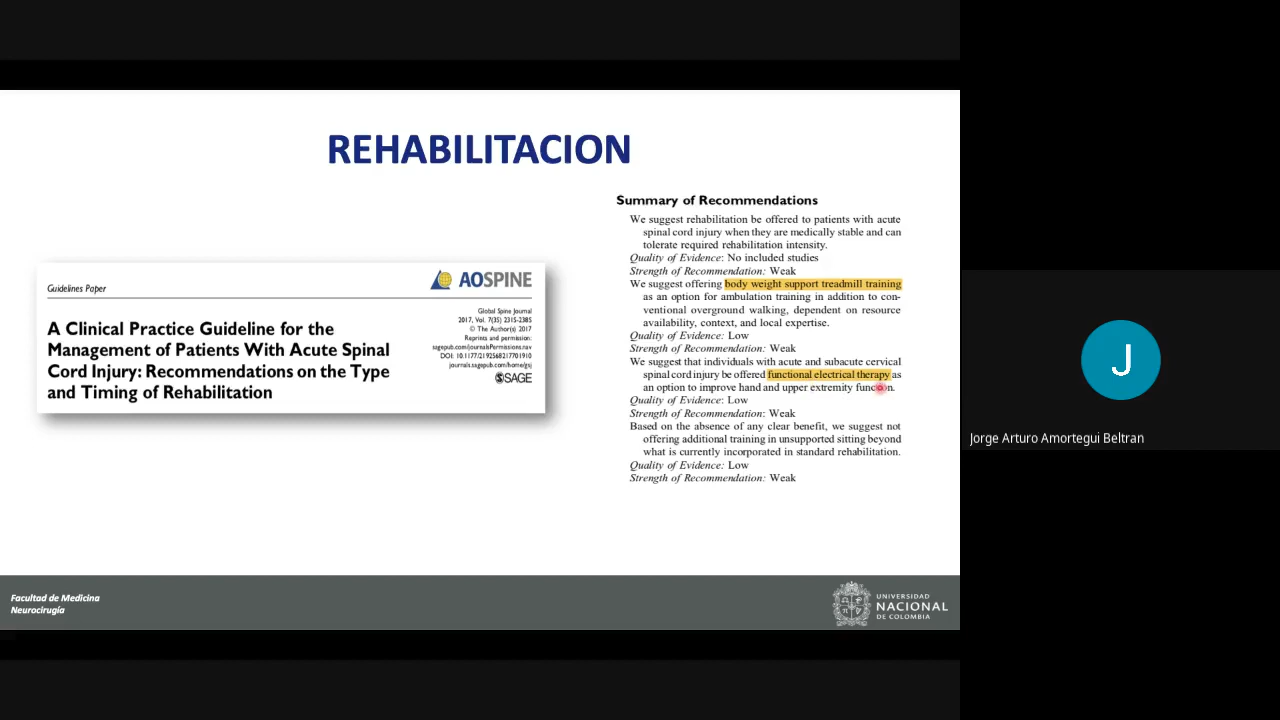 REHABILITACION
Guidelines Paper
AOSPINE
A Clinical Practice Guideline for the
Management of Patients With Acute Spinal
Cord Injury: Recommendations on the Type
and Timing of Rehabilitation
Global Spine Journal
2017, Vol. 7(3S) 231S-238S
© The Author(s) 2017
Reprints and permission:
sagepub.com/journalsPermissions.nav
DOI: 10.1177/2192568217701910
journals.sagepub.com/home/gsj
SAGE
Summary of Recommendations
We suggest rehabilitation be offered to patients with acute
spinal cord injury when they are medically stable and can
tolerate required rehabilitation intensity.
Quality of Evidence: No included studies
Strength of Recommendation: Weak
We suggest offering body weight support treadmill training
as an option for ambulation training in addition to con-
ventional overground walking, dependent on resource
availability, context, and local expertise.
Quality of Evidence: Low
Strength of Recommendation: Weak
We suggest that individuals with acute and subacute cervical
spinal cord injury be offered functional electrical therapy as
an option to improve hand and upper extremity function.
Quality of Evidence: Low
Strength of Recommendation: Weak
Based on the absence of any clear benefit, we suggest not
offering additional training in unsupported sitting beyond
what is currently incorporated in standard rehabilitation.
Quality of Evidence: Low
Strength of Recommendation: Weak
J
Jorge Arturo Amortegui Beltran
Facultad de Medicina
Neurocirugía
UNIVERSIDAD
NACIONAL
DE COLOMBIA